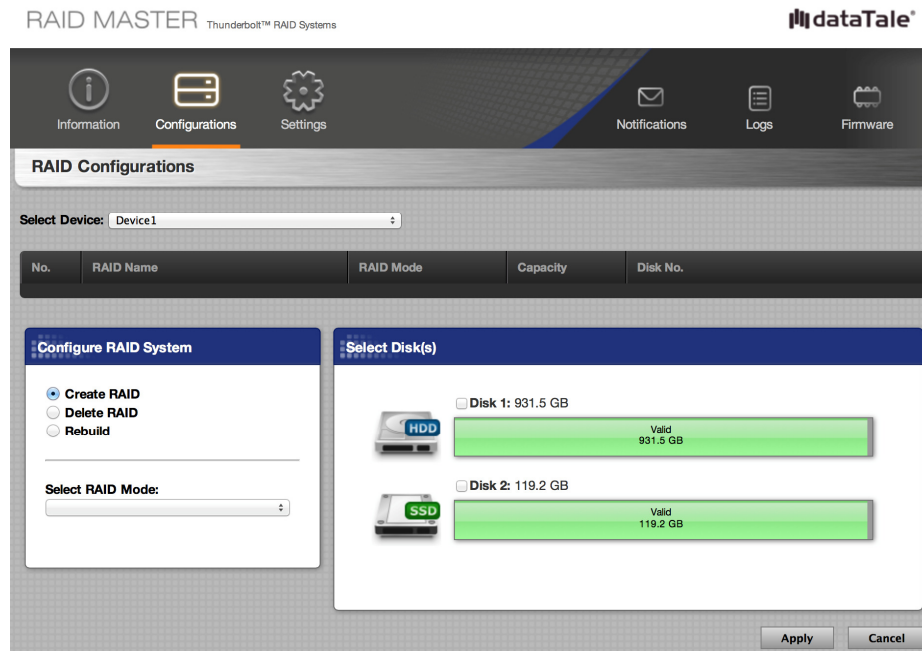 RAID MASTER Thunderbolt™ RAID Systems
dataTale®
Information Configurations Settings Notifications Logs Firmware
RAID Configurations
Select Device: Device1
No. RAID Name RAID Mode Capacity Disk No.
Configure RAID System
Create RAID
Delete RAID
Rebuild
Select RAID Mode:
Select Disk(s)
Disk 1: 931.5 GB
HDD
Valid
931.5 GB
Disk 2: 119.2 GB
SSD
Valid
119.2 GB
Apply Cancel